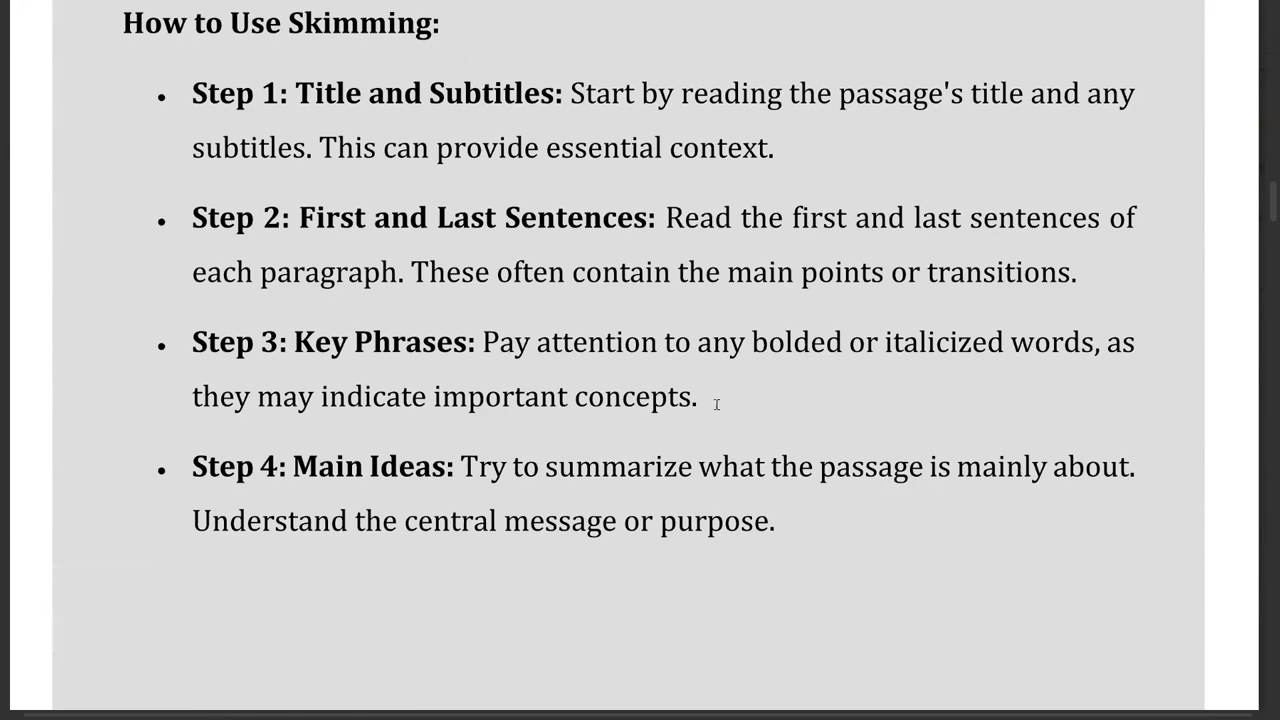 How to Use Skimming:
• Step 1: Title and Subtitles: Start by reading the passage's title and any
subtitles. This can provide essential context.
• Step 2: First and Last Sentences: Read the first and last sentences of
each paragraph. These often contain the main points or transitions.
• Step 3: Key Phrases: Pay attention to any bolded or italicized words, as
they may indicate important concepts.
• Step 4: Main Ideas: Try to summarize what the passage is mainly about.
Understand the central message or purpose.